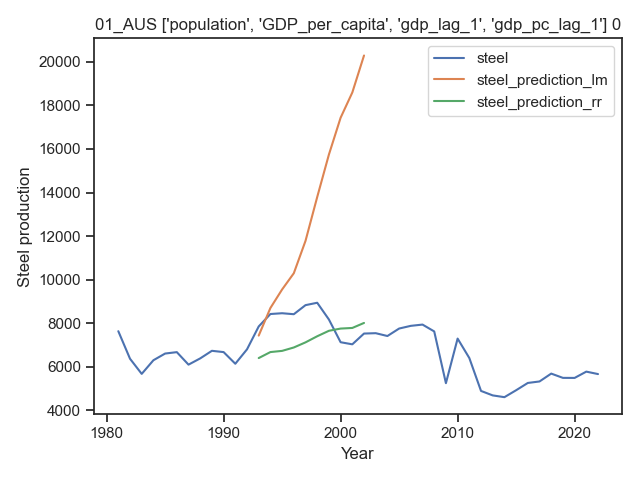 01_AUS ['population', 'GDP_per_capita', 'gdp_lag_1', 'gdp_pc_lag_1'] 0
steel
steel_prediction_lm
steel_prediction_rr
Steel production
20000
18000
16000
14000
12000
10000
8000
6000
4000
1980
1990
2000
2010
2020
Year